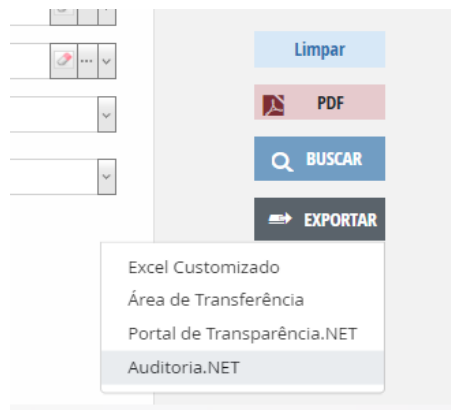 Limpar
PDF
BUSCAR
EXPORTAR
Excel Customizado
Área de Transferência
Portal de Transparência.NET
Auditoria.NET